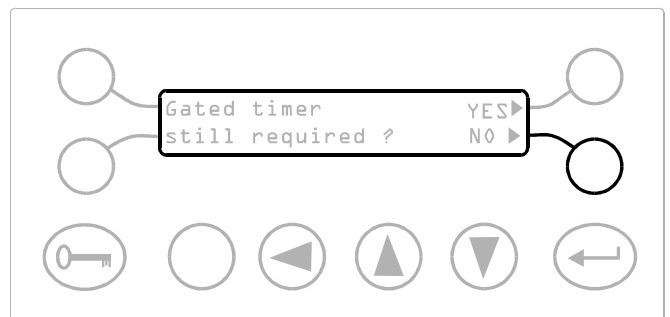 Gated timer YES
still required ? NO